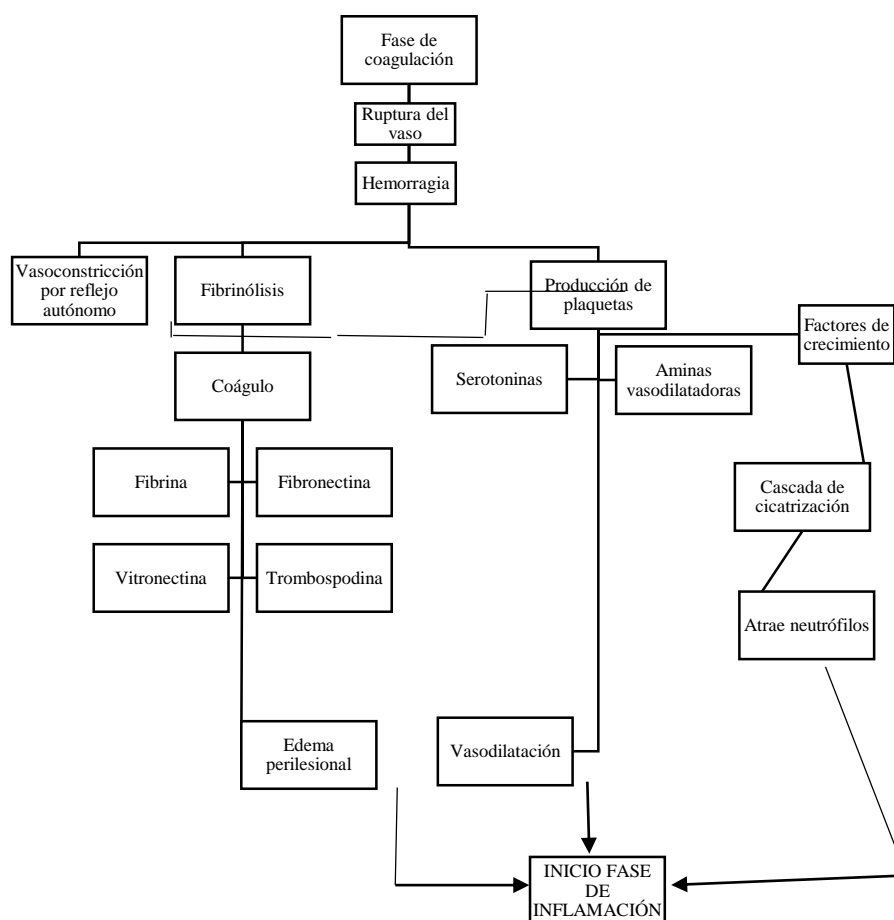 Fase de
coagulación
Ruptura del
vaso
Hemorragia
Vasoconstricción
por reflejo
autónomo
Fibrinólisis
Producción de
plaquetas
Factores de
crecimiento
Coágulo
Serotoninas
Aminas
vasodilatadoras
Fibrina
Fibronectina
Cascada de
cicatrización
Vitronectina
Trombospodina
Atrae neutrófilos
Edema
perilesional
Vasodilatación
INICIO FASE
DE
INFLAMACIÓN